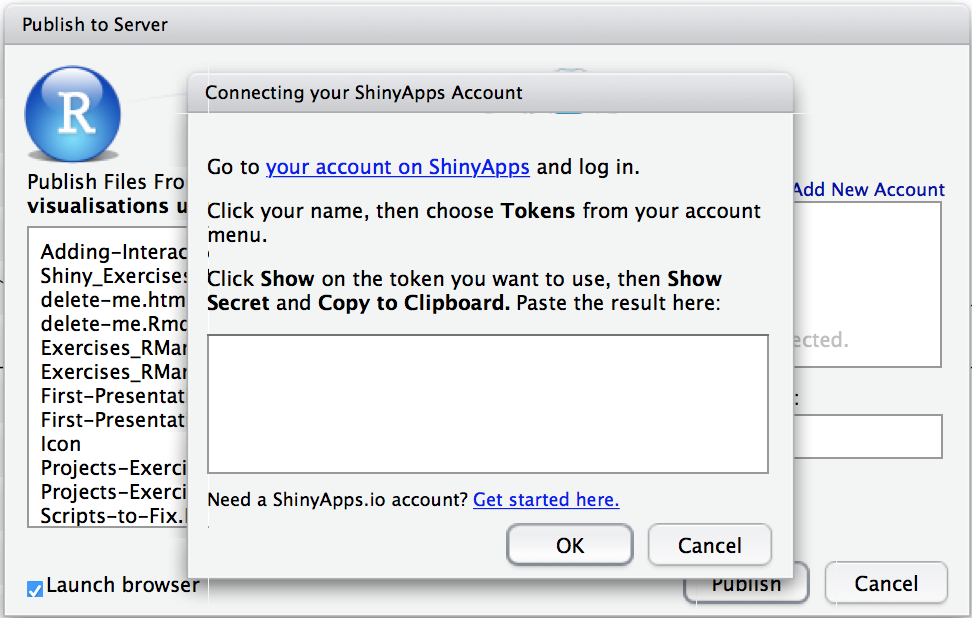 Publish to Server
R
Publish Files Fro
visualisations u
Adding-Interac
Shiny_Exercises
delete-me.htm
delete-me.Rmd
Exercises_RMar
Exercises_RMar
First-Presentat
First-Presentat
Icon
Projects-Exerci
Projects-Exerci
Scripts-to-Fix.
Launch browser
Connecting your ShinyApps Account
Go to your account on ShinyApps and log in.
Click your name, then choose Tokens from your account
menu.
Click Show on the token you want to use, then Show
Secret and Copy to Clipboard. Paste the result here:
Need a ShinyApps.io account? Get started here.
OK
Cancel
Add New Account
ected.
:
Publish
Cancel